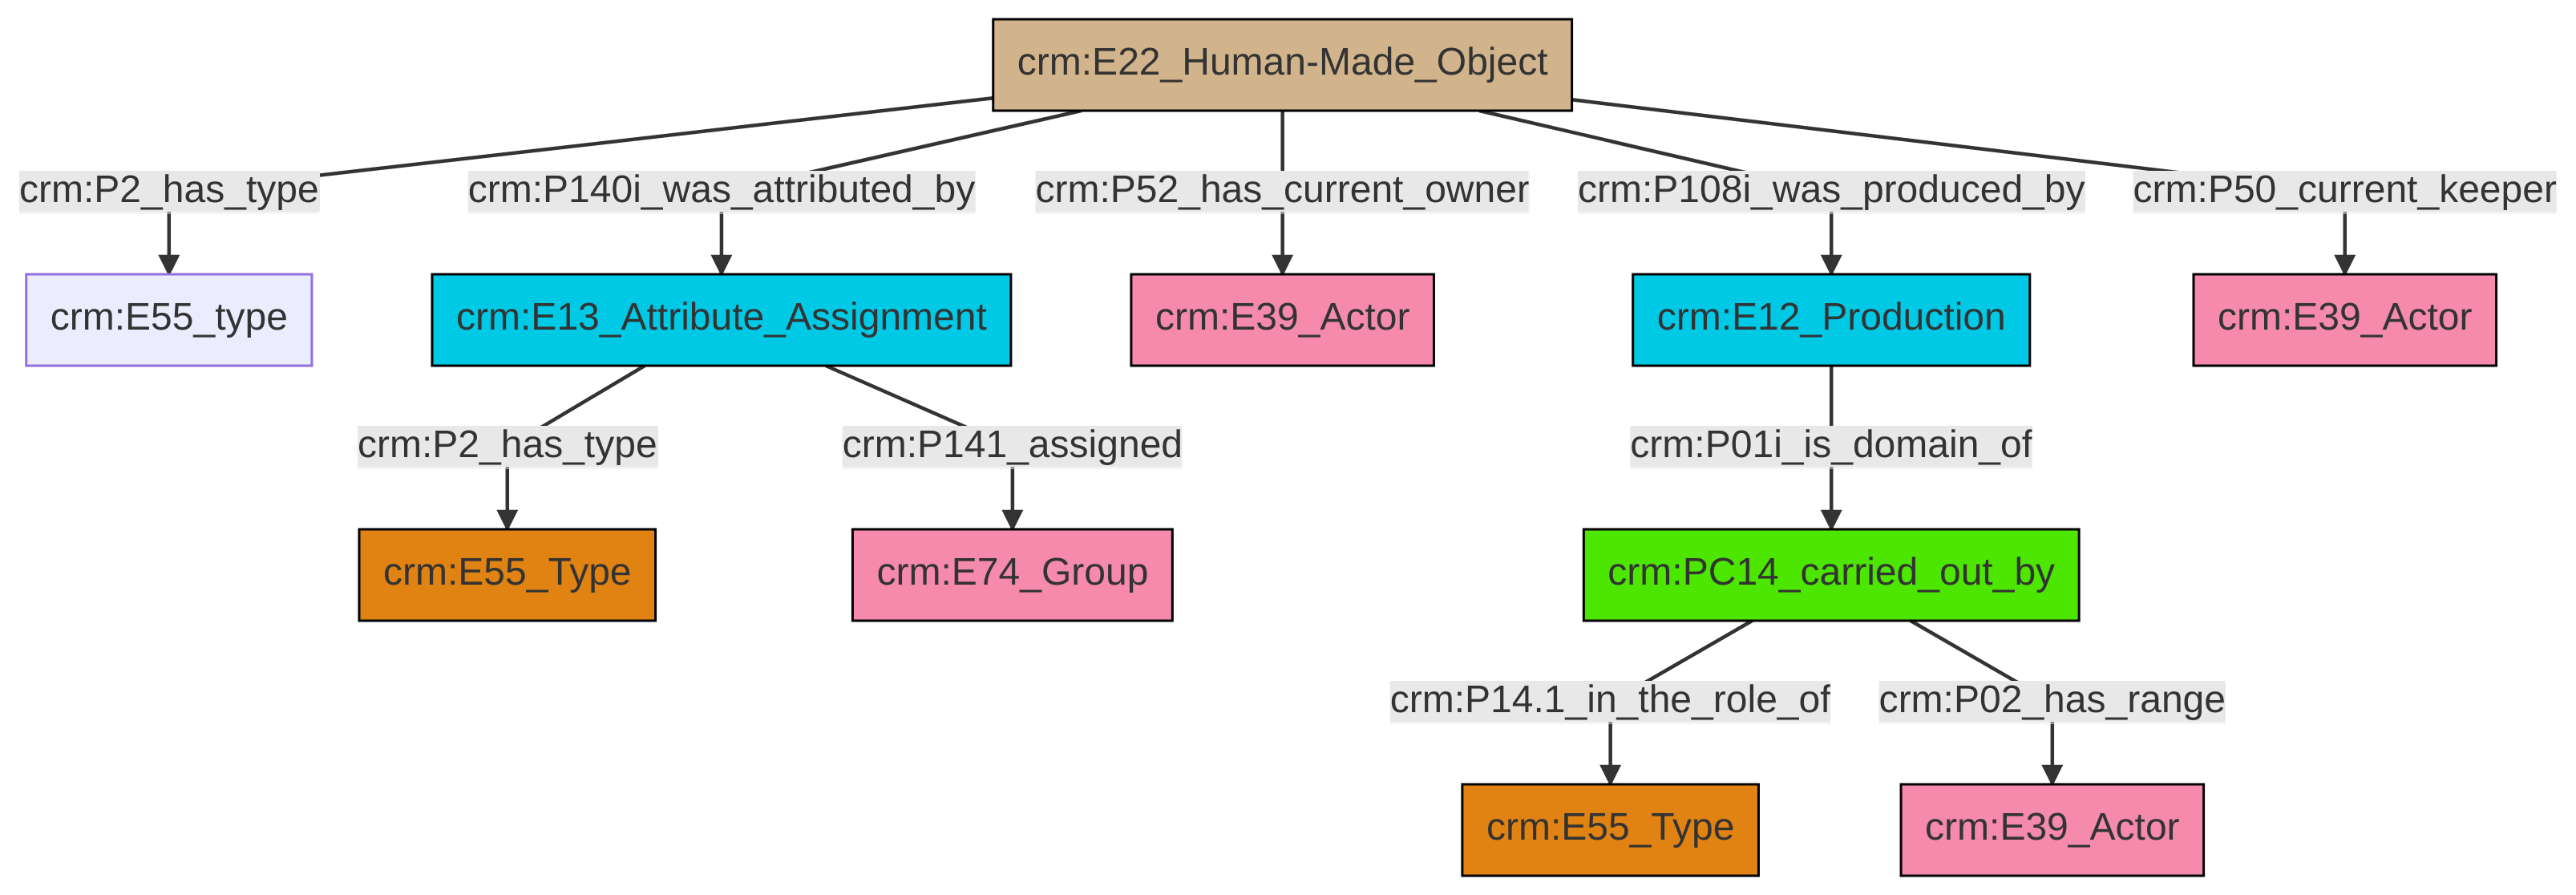 crm:E22_Human-Made_Object
crm:P2_has_type
crm:P140i_was_attributed_by
crm:P52_has_current_owner
crm:P108i_was_produced_by
crm:P50_current_keeper
crm:E55_type
crm:E13_Attribute_Assignment
crm:E39_Actor
crm:E12_Production
crm:E39_Actor
crm:P2_has_type
crm:P141_assigned
crm:P01i_is_domain_of
crm:E55_Type
crm:E74_Group
crm:PC14_carried_out_by
crm:P14.1_in_the_role_of
crm:P02_has_range
crm:E55_Type
crm:E39_Actor